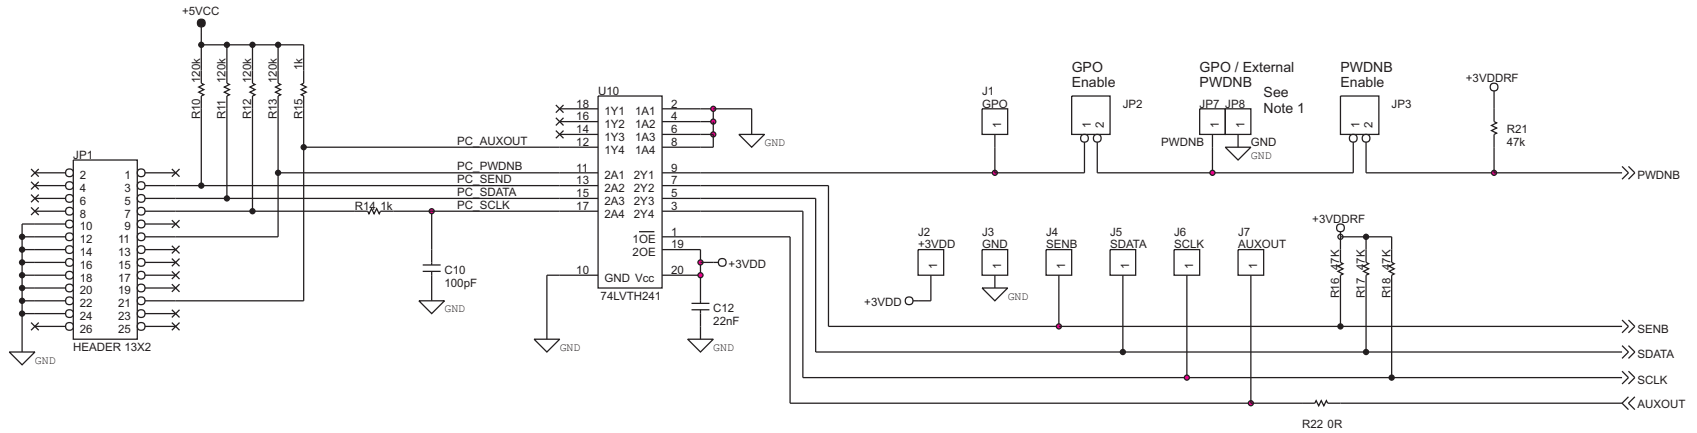 +5VCC
R10 120k
R11 120k
R12 120k
R13 120k
R15 1k
JP1
2 1
4 3
6 5
8 7
10 9
12 11
14 13
16 15
18 17
20 19
22 21
24 23
26 25
HEADER 13X2
GND
PC_AUXOUT
PC_PWDNB
PC_SEND
PC_SDATA
PC_SCLK
R14 1k
C10
100pF
GND
U10
18 1Y1 1A1 2
16 1Y2 1A2 4
14 1Y3 1A3 6
12 1Y4 1A4 8
11 2A1 2Y1 9
13 2A2 2Y2 7
15 2A3 2Y3 5
17 2A4 2Y4 3
1OE 1
2OE 19
10 GND Vcc 20
74LVTH241
GND
GND
+3VDD
C12
22nF
GND
J1
GPO
1
GPO
Enable
JP2
1 2
GPO / External
PWDNB
See
Note 1
JP7 JP8
1 1
PWDNB
GND
GND
PWDNB
Enable
JP3
1 2
+3VDDRF
R21
47k
PWDNB
J2
+3VDD
1
+3VDD
J3
GND
1
GND
J4
SENB
1
J5
SDATA
1
J6
SCLK
1
J7
AUXOUT
1
+3VDDRF
R16 47K
R17 47K
R18 47K
SENB
SDATA
SCLK
AUXOUT
R22 0R